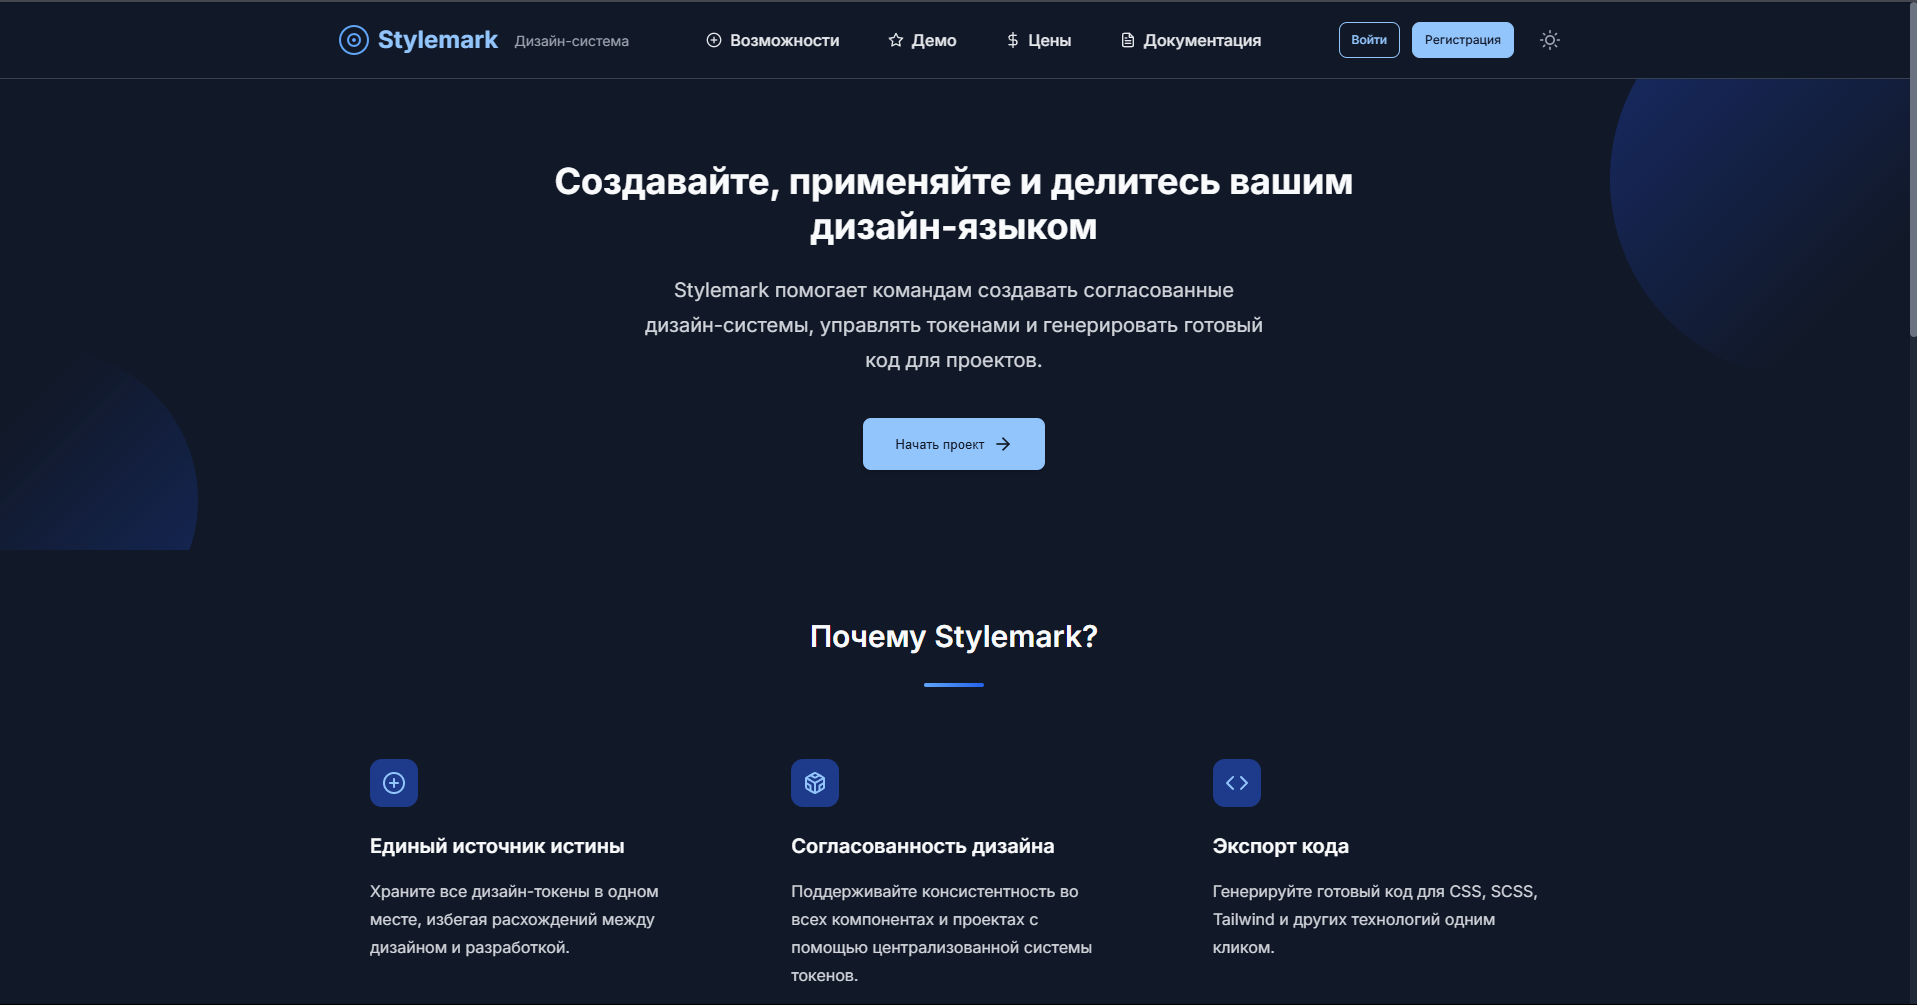 Stylemark Дизайн-система Возможности Демо Цены Документация Войти Регистрация
Создавайте, применяйте и делитесь вашим
дизайн-языком
Stylemark помогает командам создавать согласованные
дизайн-системы, управлять токенами и генерировать готовый
код для проектов.
Начать проект
Почему Stylemark?
Единый источник истины
Храните все дизайн-токены в одном
месте, избегая расхождений между
дизайном и разработкой.
Согласованность дизайна
Поддерживайте консистентность во
всех компонентах и проектах с
помощью централизованной системы
токенов.
Экспорт кода
Генерируйте готовый код для CSS, SCSS,
Tailwind и других технологий одним
кликом.